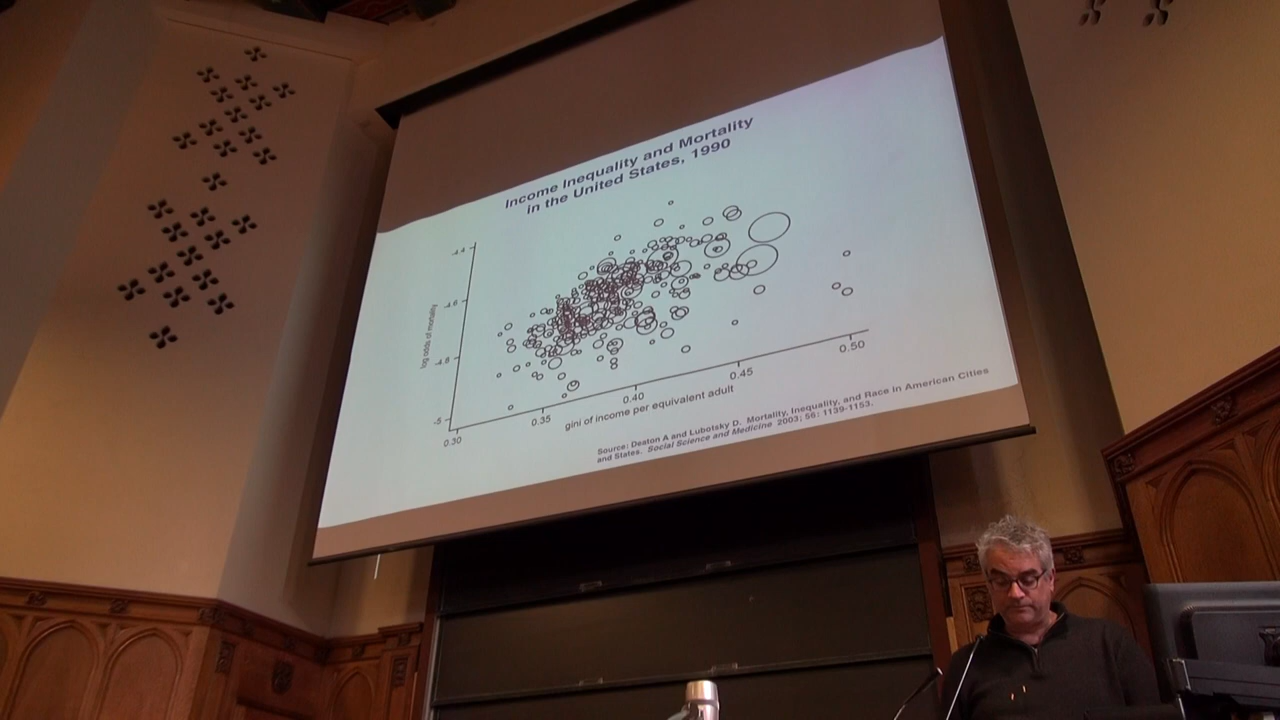 Income Inequality and Mortality
in the United States, 1990
-4.2
-4.6
-4.8
-5
log odds of mortality
0.30
0.35
0.40
0.45
0.50
gini of income per equivalent adult
Source: Deaton A and Lubotsky D. Mortality, Inequality, and Race in American Cities
and States. Social Science and Medicine 2003; 56: 1139-1153.